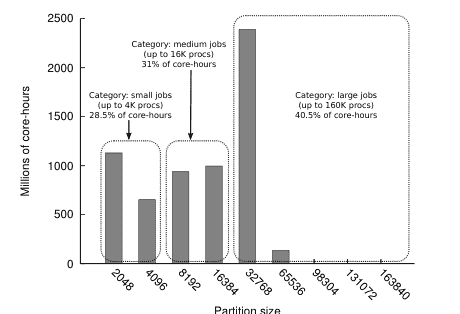 2500
2000
1500
1000
500
0
Millions of core-hours
Category: medium jobs
(up to 16K procs)
31% of core-hours
Category: small jobs
(up to 4K procs)
28.5% of core-hours
Category: large jobs
(up to 160K procs)
40.5% of core-hours
2048
4096
8192
16384
32768
65536
98304
131072
163840
Partition size